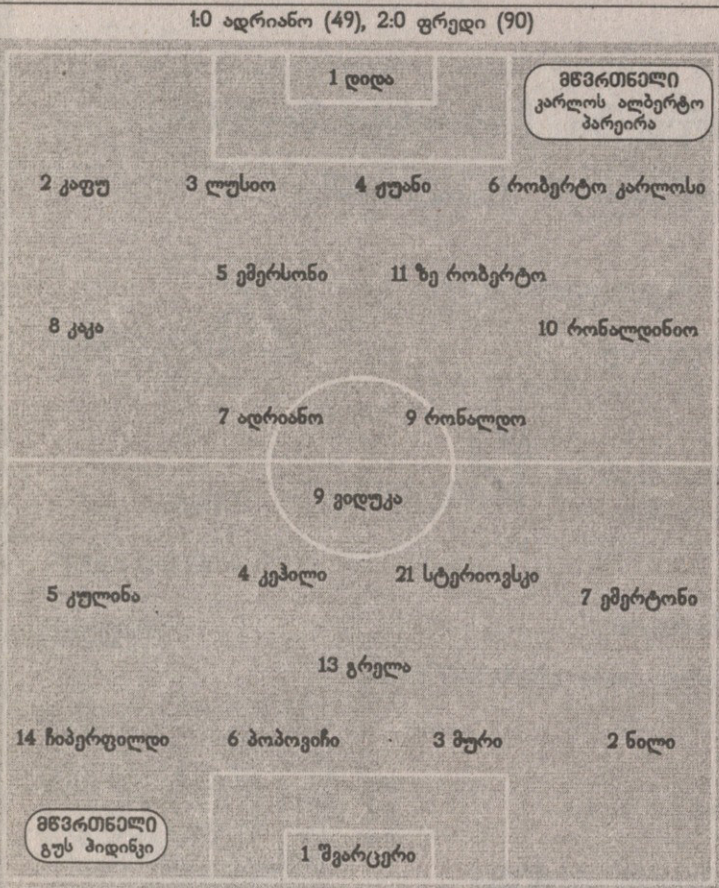 1:0 ადრიანო (49), 2:0 ფრედი (90)
1 დიდა
მწვრთნელი
კარლოს ალბერტო
პარეირა
2 კაფუ 3 ლუსიო 4 ჟუანი 6 რობერტო კარლოსი
5 ემერსონი 11 ზე რობერტო
8 კაკა 10 რონალდინიო
7 ადრიანო 9 რონალდო
9 ვიდუკა
4 კეჰილი 21 სტერიოვსკი
5 კულინა 7 ემერტონი
13 გრელა
14 ჩიპერფილდი 6 პოპოვიჩი 3 მური 2 ნილი
მწვრთნელი
გუს ჰიდინკი
1 შვარცერი